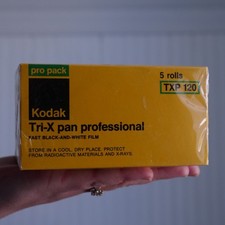 pro pack
5 rolls
TXP 120
Kodak
Tri-X pan professional
FAST BLACK-AND-WHITE FILM
STORE IN A COOL, DRY PLACE. PROTECT
FROM RADIOACTIVE MATERIALS AND X-RAYS